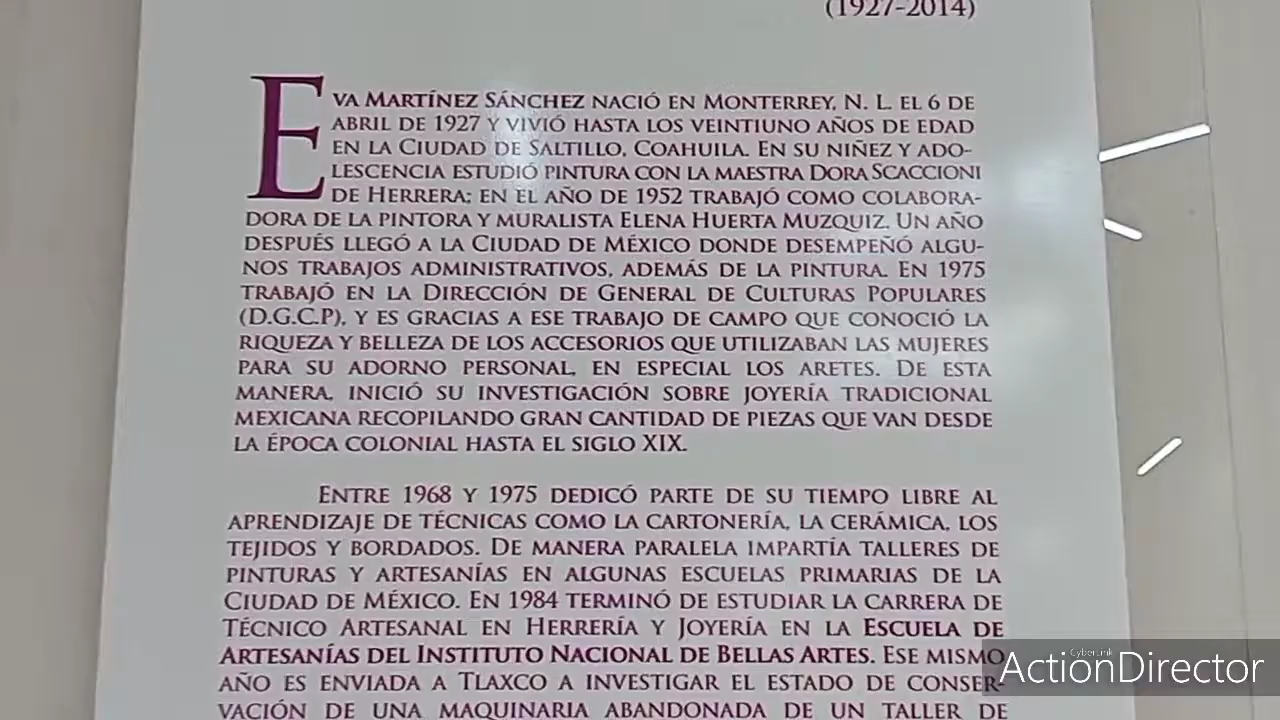 (1927-2014)
EVA MARTÍNEZ SÁNCHEZ NACIÓ EN MONTERREY, N. L. EL 6 DE
ABRIL DE 1927 Y VIVIÓ HASTA LOS VEINTIUNO AÑOS DE EDAD
EN LA CIUDAD DE SALTILLO, COAHUILA. EN SU NIÑEZ Y ADO-
LESCENCIA ESTUDIÓ PINTURA CON LA MAESTRA DORA SCACCIONI
DE HERRERA; EN EL AÑO DE 1952 TRABAJÓ COMO COLABORA-
DORA DE LA PINTORA Y MURALISTA ELENA HUERTA MUZQUIZ. UN AÑO
DESPUÉS LLEGÓ A LA CIUDAD DE MÉXICO DONDE DESEMPEÑÓ ALGU-
NOS TRABAJOS ADMINISTRATIVOS, ADEMÁS DE LA PINTURA. EN 1975
TRABAJÓ EN LA DIRECCIÓN DE GENERAL DE CULTURAS POPULARES
(D.G.C.P), Y ES GRACIAS A ESE TRABAJO DE CAMPO QUE CONOCIÓ LA
RIQUEZA Y BELLEZA DE LOS ACCESORIOS QUE UTILIZABAN LAS MUJERES
PARA SU ADORNO PERSONAL, EN ESPECIAL LOS ARETES. DE ESTA
MANERA, INICIÓ SU INVESTIGACIÓN SOBRE JOYERÍA TRADICIONAL
MEXICANA RECOPILANDO GRAN CANTIDAD DE PIEZAS QUE VAN DESDE
LA ÉPOCA COLONIAL HASTA EL SIGLO XIX.
ENTRE 1968 Y 1975 DEDICÓ PARTE DE SU TIEMPO LIBRE AL
APRENDIZAJE DE TÉCNICAS COMO LA CARTONERÍA, LA CERÁMICA, LOS
TEJIDOS Y BORDADOS. DE MANERA PARALELA IMPARTÍA TALLERES DE
PINTURAS Y ARTESANÍAS EN ALGUNAS ESCUELAS PRIMARIAS DE LA
CIUDAD DE MÉXICO. EN 1984 TERMINÓ DE ESTUDIAR LA CARRERA DE
TÉCNICO ARTESANAL EN HERRERÍA Y JOYERÍA EN LA ESCUELA DE
ARTESANÍAS DEL INSTITUTO NACIONAL DE BELLAS ARTES. ESE MISMO
AÑO ES ENVIADA A TLAXCO A INVESTIGAR EL ESTADO DE CONSER-
VACIÓN DE UNA MAQUINARIA ABANDONADA DE UN TALLER DE
CyberLink
ActionDirector